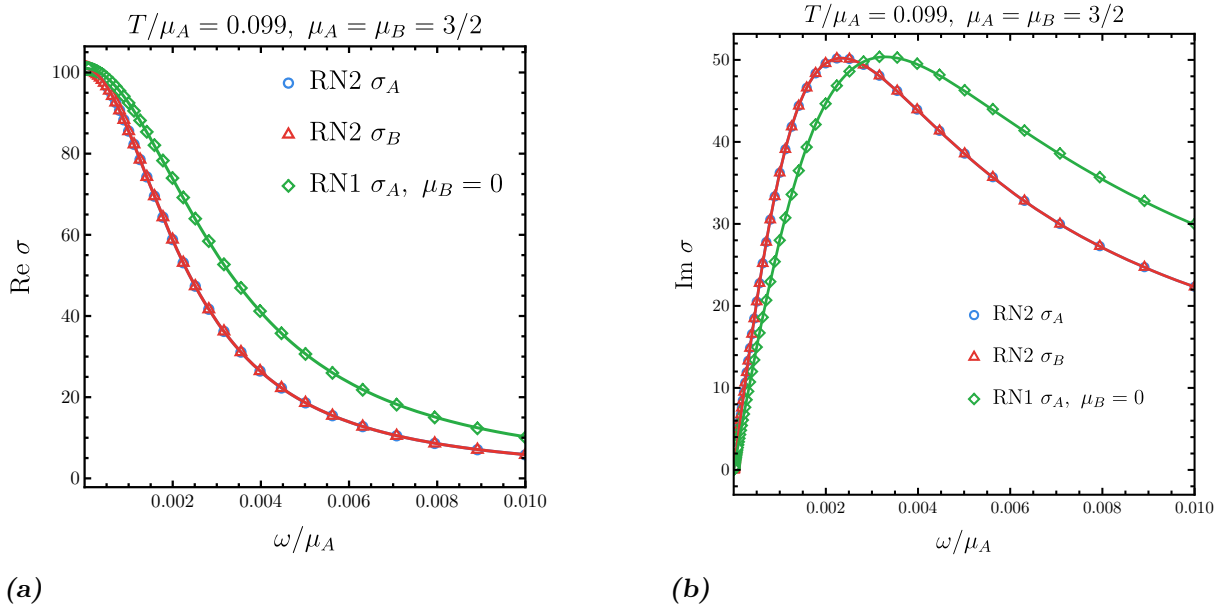 T/μ_A = 0.099, μ_A = μ_B = 3/2
Re σ
100
80
60
40
20
0
RN2 σ_A
RN2 σ_B
RN1 σ_A, μ_B = 0
0.002
0.004
0.006
0.008
0.010
ω/μ_A
(a)
T/μ_A = 0.099, μ_A = μ_B = 3/2
Im σ
50
40
30
20
10
0
RN2 σ_A
RN2 σ_B
RN1 σ_A, μ_B = 0
0.002
0.004
0.006
0.008
0.010
ω/μ_A
(b)